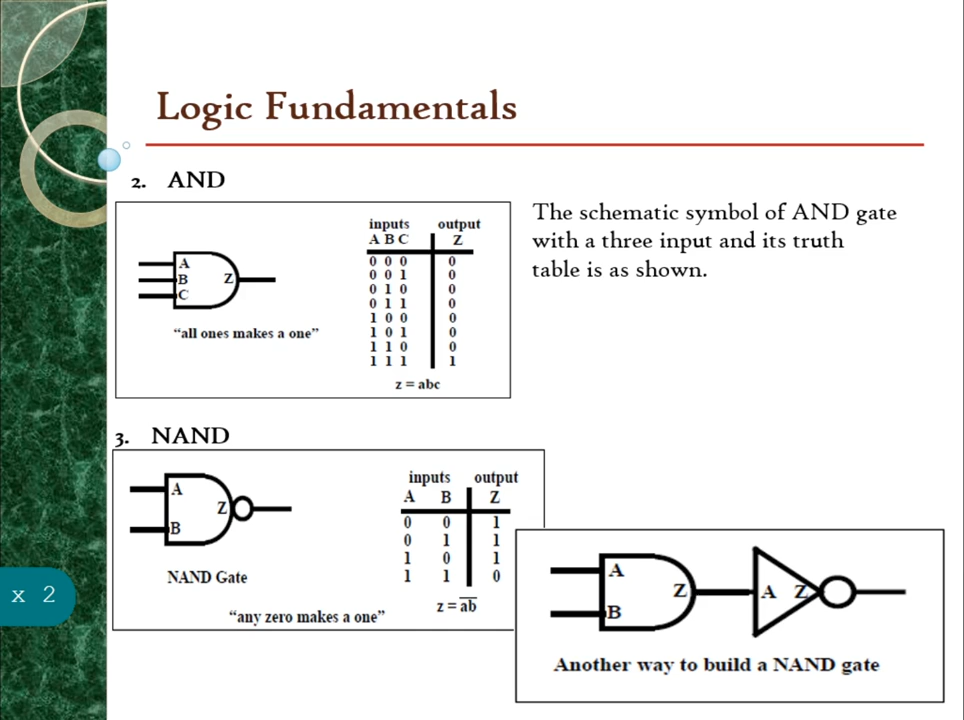 Logic Fundamentals
2. AND
The schematic symbol of AND gate
with a three input and its truth
table is as shown.
A
B
C
Z
"all ones makes a one"
inputs output
A B C Z
0 0 0 0
0 0 1 0
0 1 0 0
0 1 1 0
1 0 0 0
1 0 1 0
1 1 0 0
1 1 1 1
z = abc
3. NAND
A
B
Z
NAND Gate
"any zero makes a one"
inputs output
A B Z
0 0 1
0 1 1
1 0 1
1 1 0
z = a̅b̅
A
B
Z
A Z
Another way to build a NAND gate
x 2